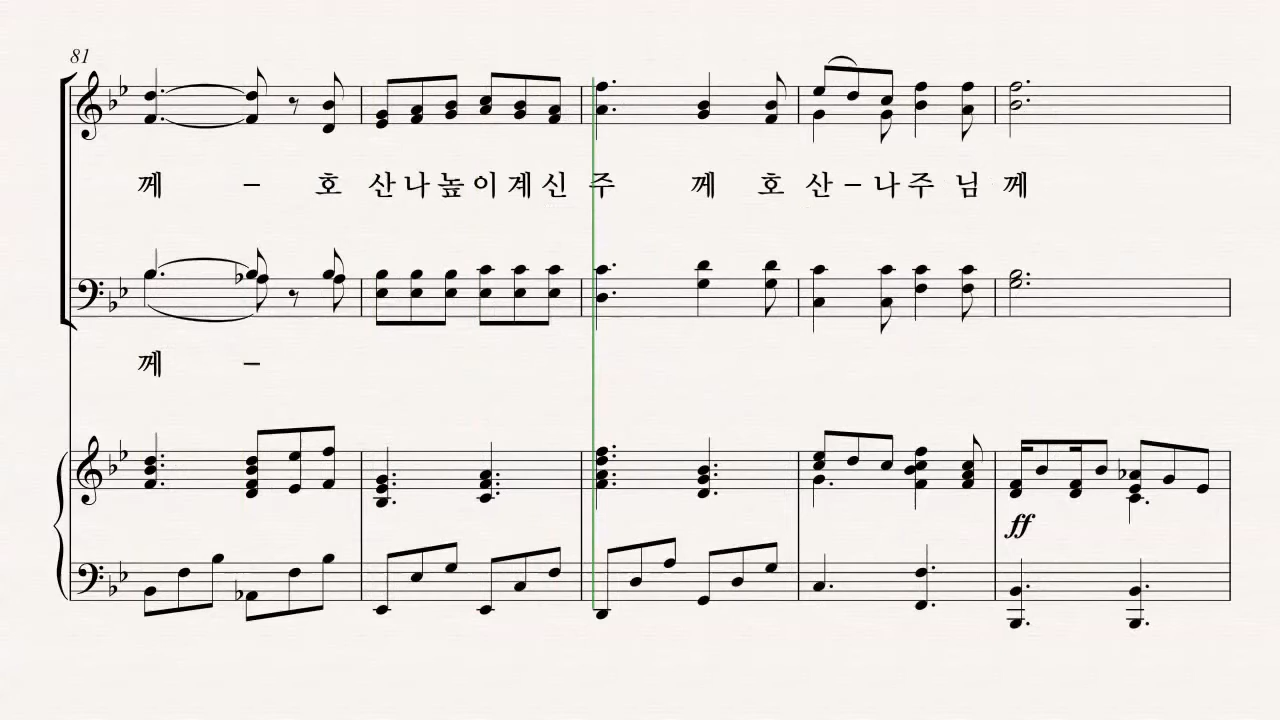 81
께 – 호 산 나 높 이 계 신 주 께 호 산 – 나 주 님 께
께 –
ff